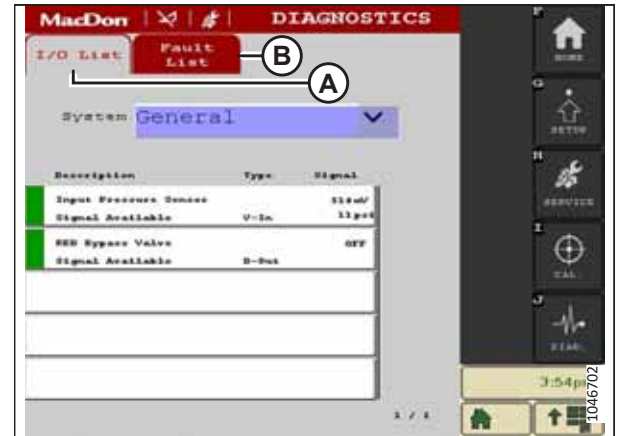 MacDon DIAGNOSTICS
I/O List
Fault
List
B
A
System General
Description Type Signal
Input Pressure Sensor
Signal Available V-In
Bypass Valve OFF
Signal Available D-Out
1 / 1
F
HOME
G
SETUP
H
SERVICE
I
CAL.
J
DIAG.
3:54p
1046702